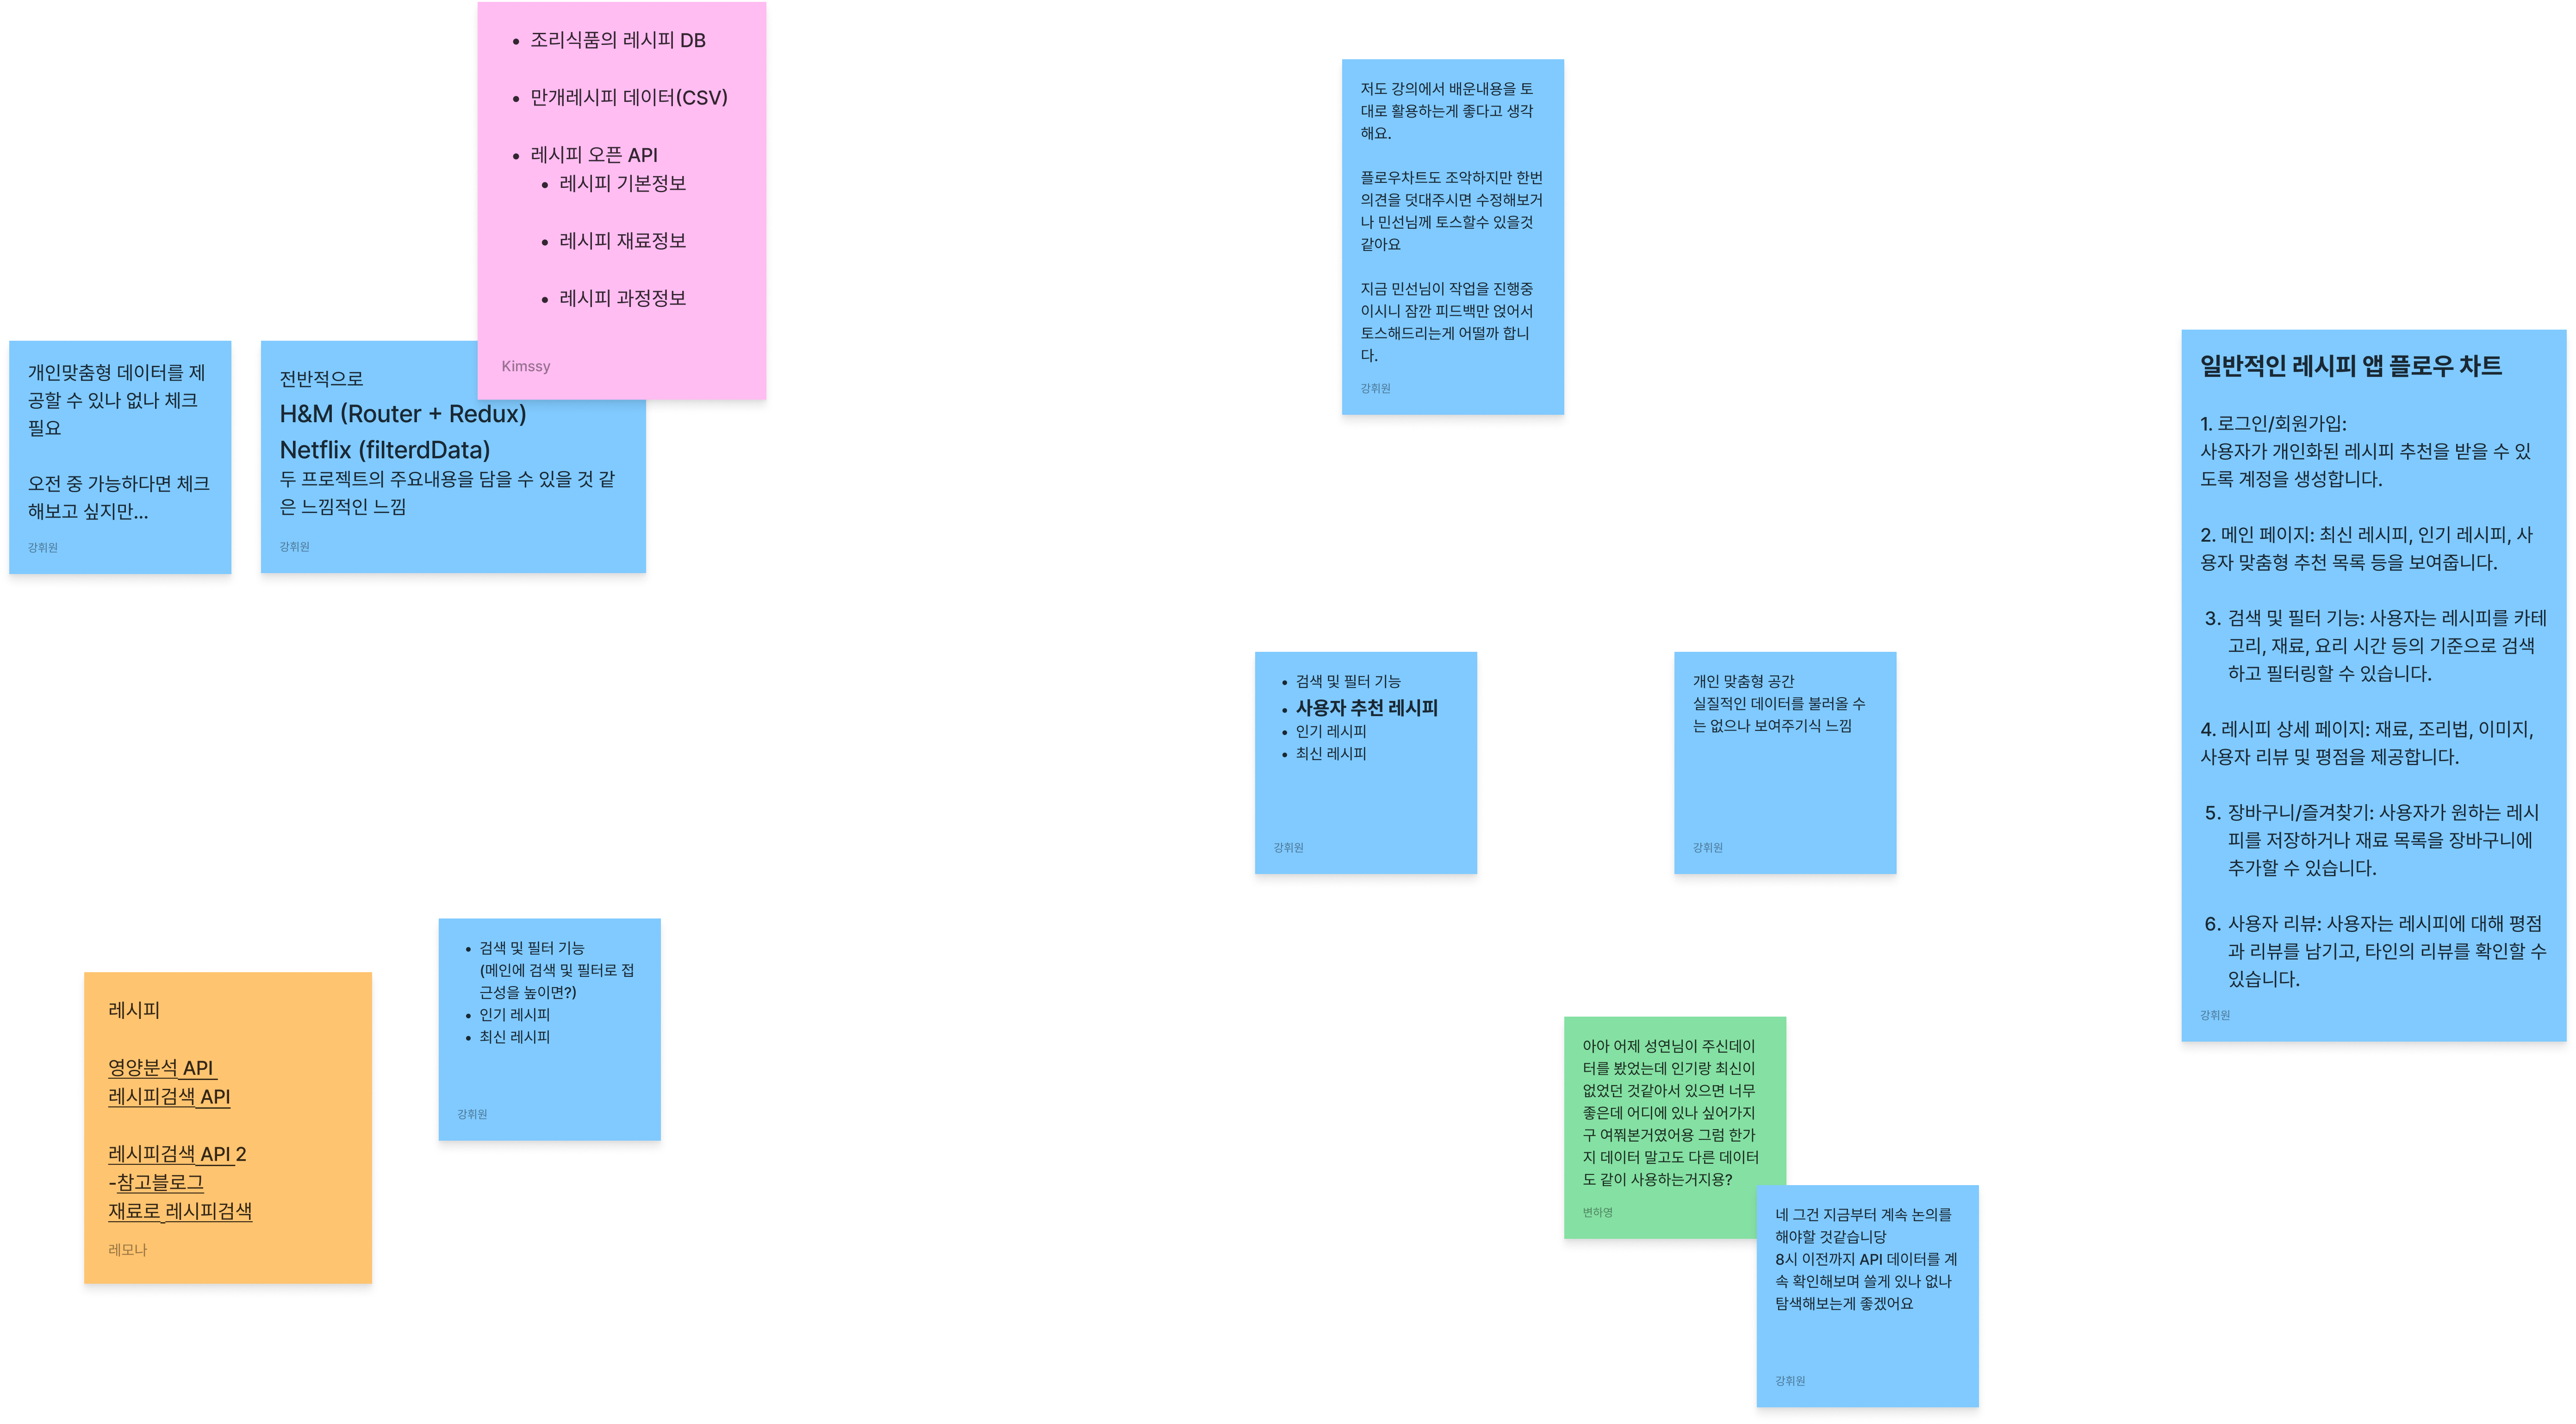 조리식품의 레시피 DB
만개레시피 데이터(CSV)
레시피 오픈 API
레시피 기본정보
레시피 재료정보
레시피 과정정보
Kimssy
개인맞춤형 데이터를 제
공할 수 있나 없나 체크
필요
오전 중 가능하다면 체크
해보고 싶지만...
강휘원
전반적으로
H&M (Router + Redux)
Netflix (filterdData)
두 프로젝트의 주요내용을 담을 수 있을 것 같
은 느낌적인 느낌
강휘원
저도 강의에서 배운내용을 토
대로 활용하는게 좋다고 생각
해요.
플로우차트도 조악하지만 한번
의견을 덧대주시면 수정해보거
나 민선님께 토스할수 있을것
같아요
지금 민선님이 작업을 진행중
이시니 잠깐 피드백만 얹어서
토스해드리는게 어떨까 합니
다.
강휘원
일반적인 레시피 앱 플로우 차트
1. 로그인/회원가입:
사용자가 개인화된 레시피 추천을 받을 수 있
도록 계정을 생성합니다.
2. 메인 페이지: 최신 레시피, 인기 레시피, 사
용자 맞춤형 추천 목록 등을 보여줍니다.
3. 검색 및 필터 기능: 사용자는 레시피를 카테
고리, 재료, 요리 시간 등의 기준으로 검색
하고 필터링할 수 있습니다.
4. 레시피 상세 페이지: 재료, 조리법, 이미지,
사용자 리뷰 및 평점을 제공합니다.
5. 장바구니/즐겨찾기: 사용자가 원하는 레시
피를 저장하거나 재료 목록을 장바구니에
추가할 수 있습니다.
6. 사용자 리뷰: 사용자는 레시피에 대해 평점
과 리뷰를 남기고, 타인의 리뷰를 확인할 수
있습니다.
강휘원
검색 및 필터 기능
사용자 추천 레시피
인기 레시피
최신 레시피
강휘원
개인 맞춤형 공간
실질적인 데이터를 불러올 수
는 없으나 보여주기식 느낌
강휘원
검색 및 필터 기능
(메인에 검색 및 필터로 접
근성을 높이면?)
인기 레시피
최신 레시피
강휘원
레시피
영양분석 API
레시피검색 API
레시피검색 API 2
-참고블로그
재료로 레시피검색
레모나
아아 어제 성연님이 주신데이
터를 봤었는데 인기랑 최신이
없었던 것같아서 있으면 너무
좋은데 어디에 있나 싶어가지
구 여쭤본거였어용 그럼 한가
지 데이터 말고도 다른 데이터
도 같이 사용하는거지용?
변하영
네 그건 지금부터 계속 논의를
해야할 것같습니당
8시 이전까지 API 데이터를 계
속 확인해보며 쓸게 있나 없나
탐색해보는게 좋겠어요
강휘원